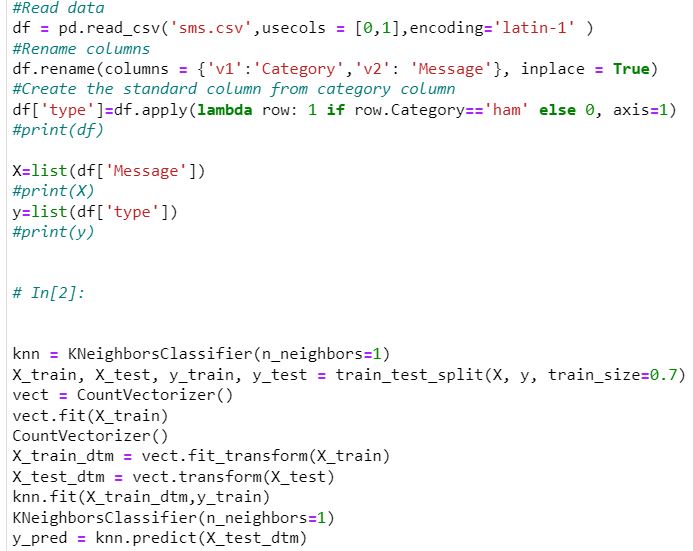 #Read data
df = pd.read_csv('sms.csv',usecols = [0,1],encoding='latin-1' )
#Rename columns
df.rename(columns = {'v1':'Category','v2': 'Message'}, inplace = True)
#Create the standard column from category column
df['type']=df.apply(lambda row: 1 if row.Category=='ham' else 0, axis=1)
#print(df)
X=list(df['Message'])
#print(X)
y=list(df['type'])
#print(y)
# In[2]:
knn = KNeighborsClassifier(n_neighbors=1)
X_train, X_test, y_train, y_test = train_test_split(X, y, train_size=0.7)
vect = CountVectorizer()
vect.fit(X_train)
CountVectorizer()
X_train_dtm = vect.fit_transform(X_train)
X_test_dtm = vect.transform(X_test)
knn.fit(X_train_dtm,y_train)
KNeighborsClassifier(n_neighbors=1)
y_pred = knn.predict(X_test_dtm)